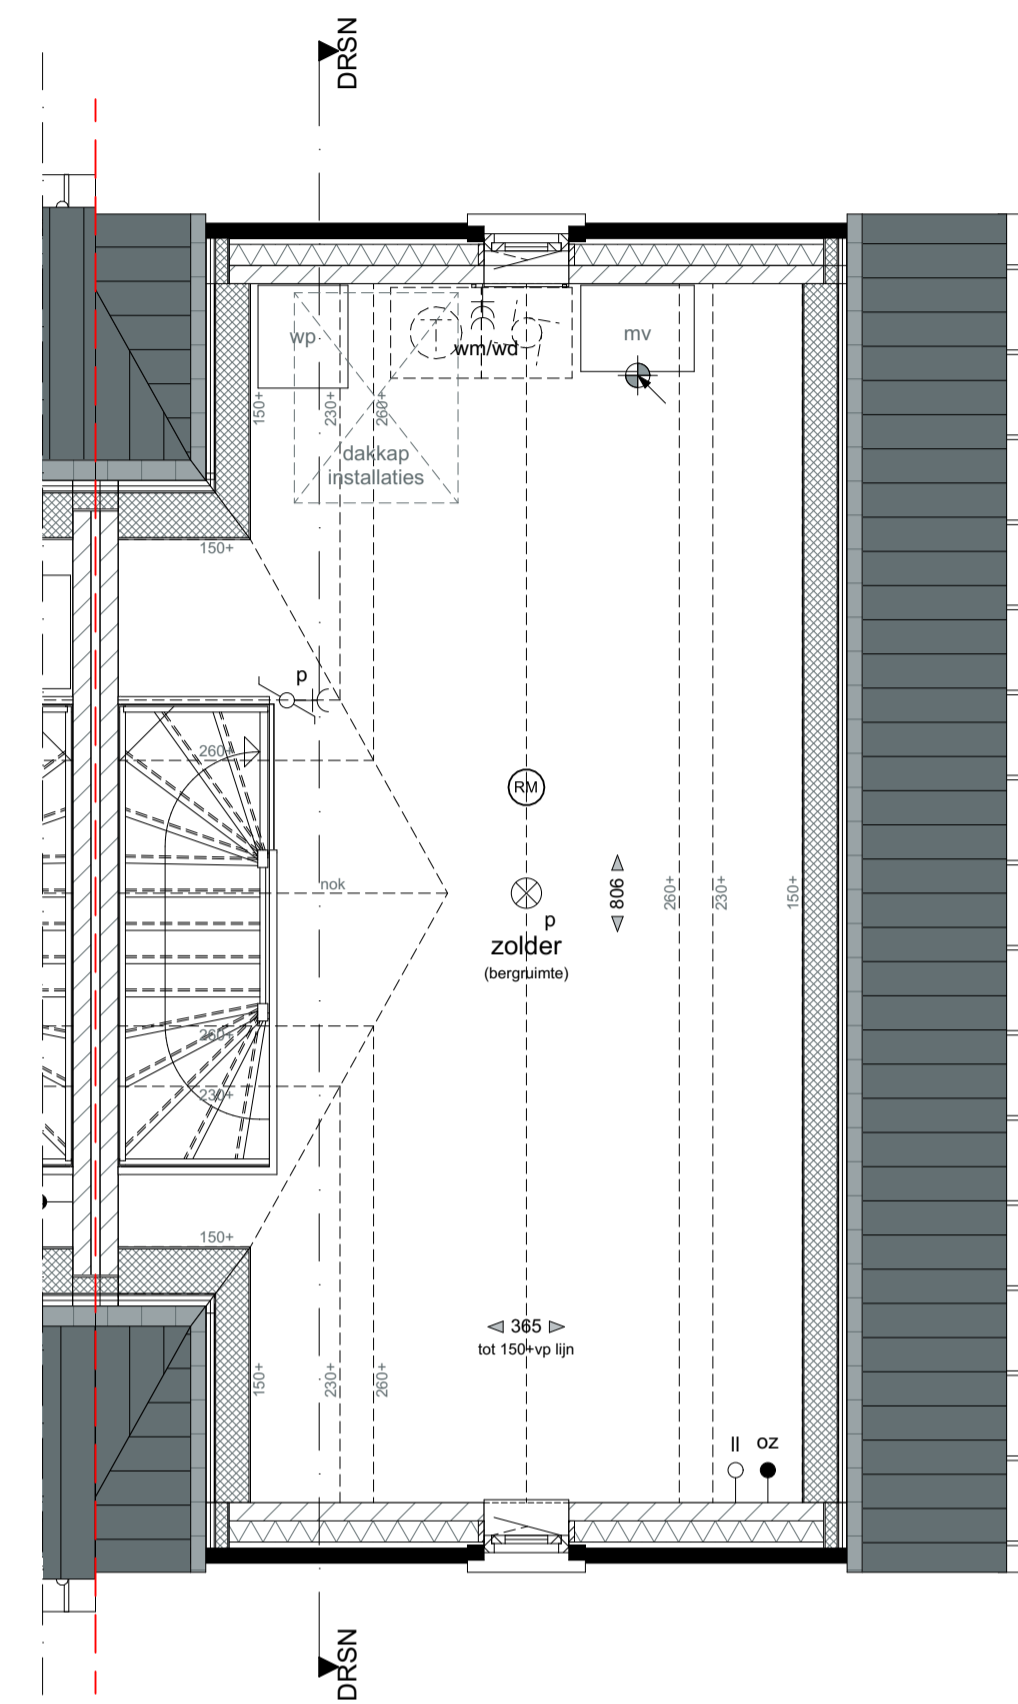 DRSN
wp
wm/wd
mv
150+
230+
260+
dakkap
installaties
150+
p
260+
RM
nok
806
260+
230+
150+
p
zolder
(bergruimte)
260+
230+
150+
365
tot 150+vp lijn
150+
230+
260+
ll
oz
DRSN